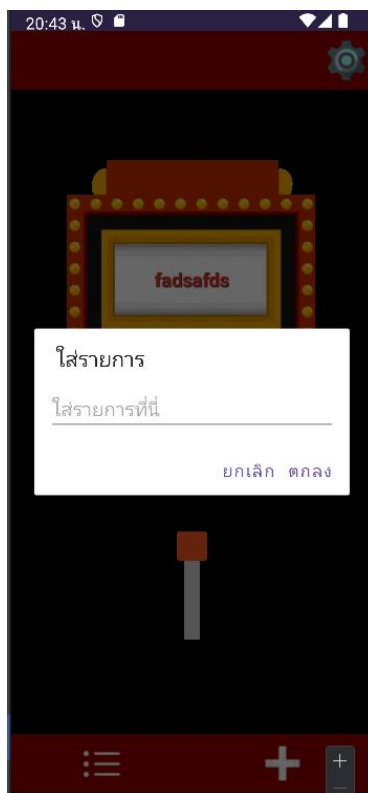 20:43 น.
fadsafds
ใส่รายการ
ใส่รายการที่นี่
ยกเลิก ตกลง